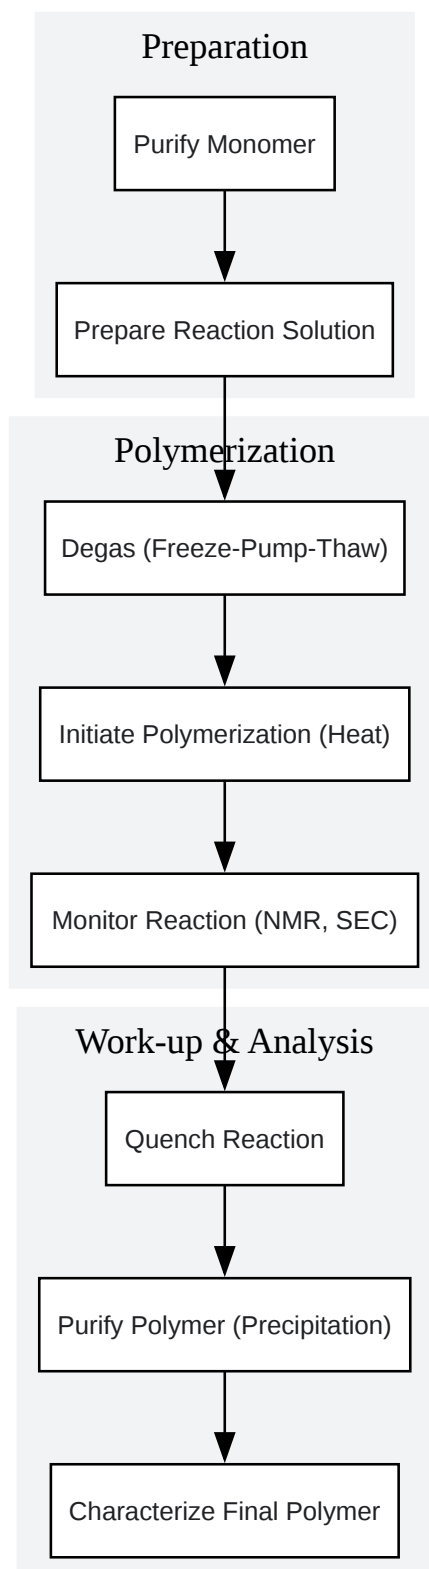 Preparation
Purify Monomer
Prepare Reaction Solution
Polymerization
Degas (Freeze-Pump-Thaw)
Initiate Polymerization (Heat)
Monitor Reaction (NMR, SEC)
Work-up & Analysis
Quench Reaction
Purify Polymer (Precipitation)
Characterize Final Polymer